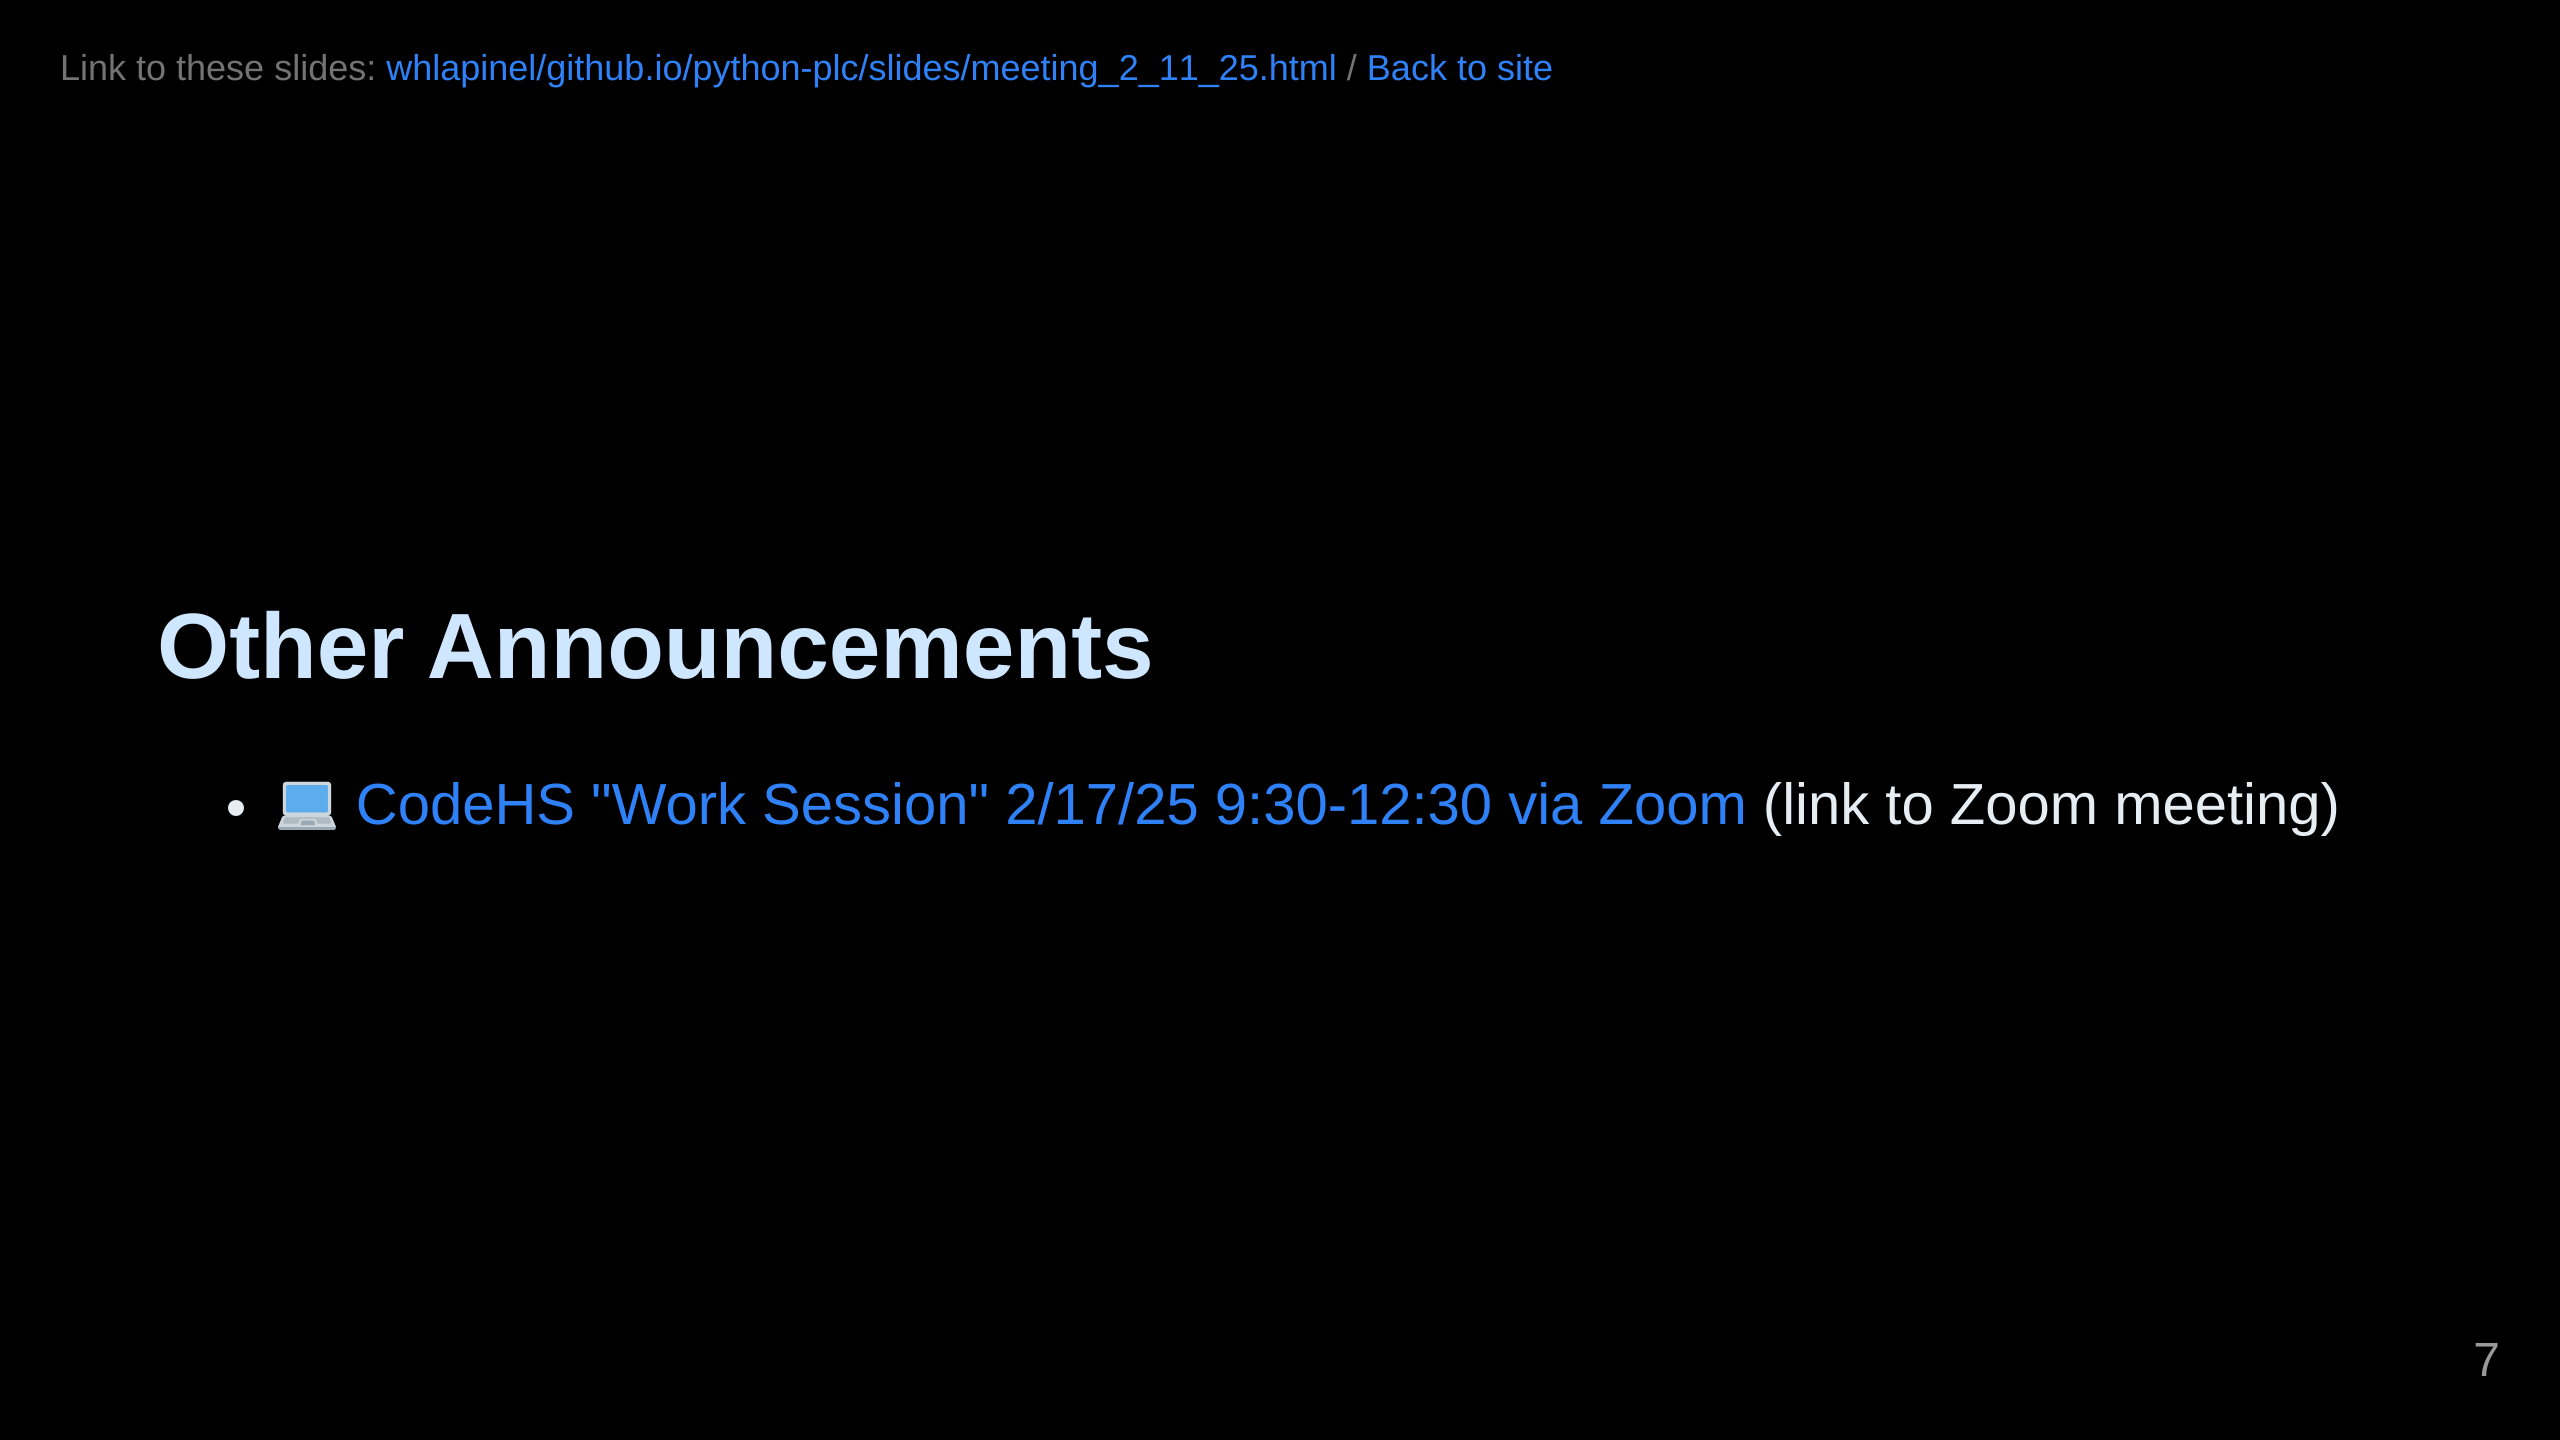 Link to these slides: whlapinel/github.io/python-plc/slides/meeting_2_11_25.html / Back to site
Other Announcements
• 💻 CodeHS "Work Session" 2/17/25 9:30-12:30 via Zoom (link to Zoom meeting)
7